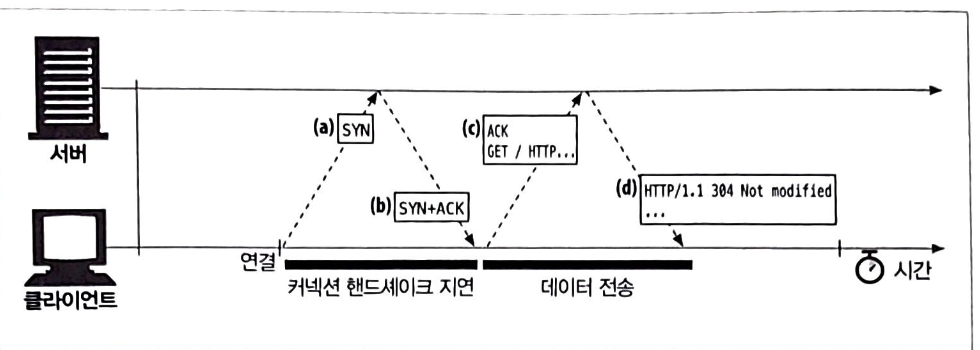 서버
(a) SYN
(b) SYN+ACK
(c) ACK
GET / HTTP...
(d) HTTP/1.1 304 Not modified
...
연결
커넥션 핸드셰이크 지연
데이터 전송
시간
클라이언트